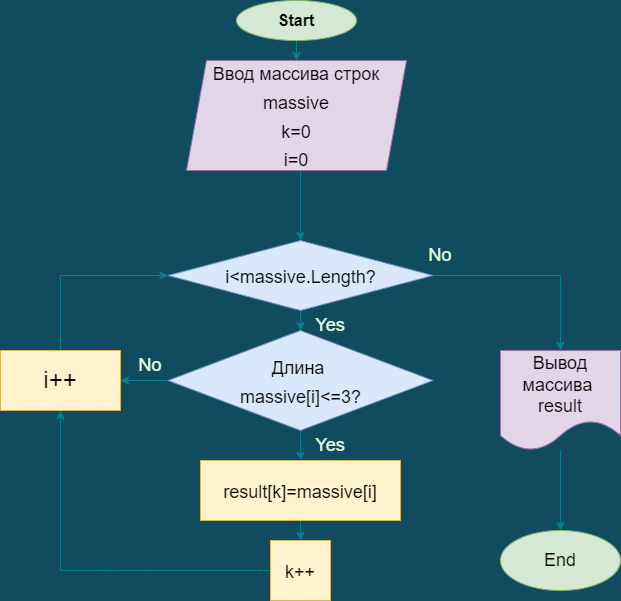 Start
Ввод массива строк
massive
k=0
i=0
i<massive.Length?
No
Yes
Длина
massive[i]<=3?
No
i++
Yes
result[k]=massive[i]
k++
Вывод
массива
result
End